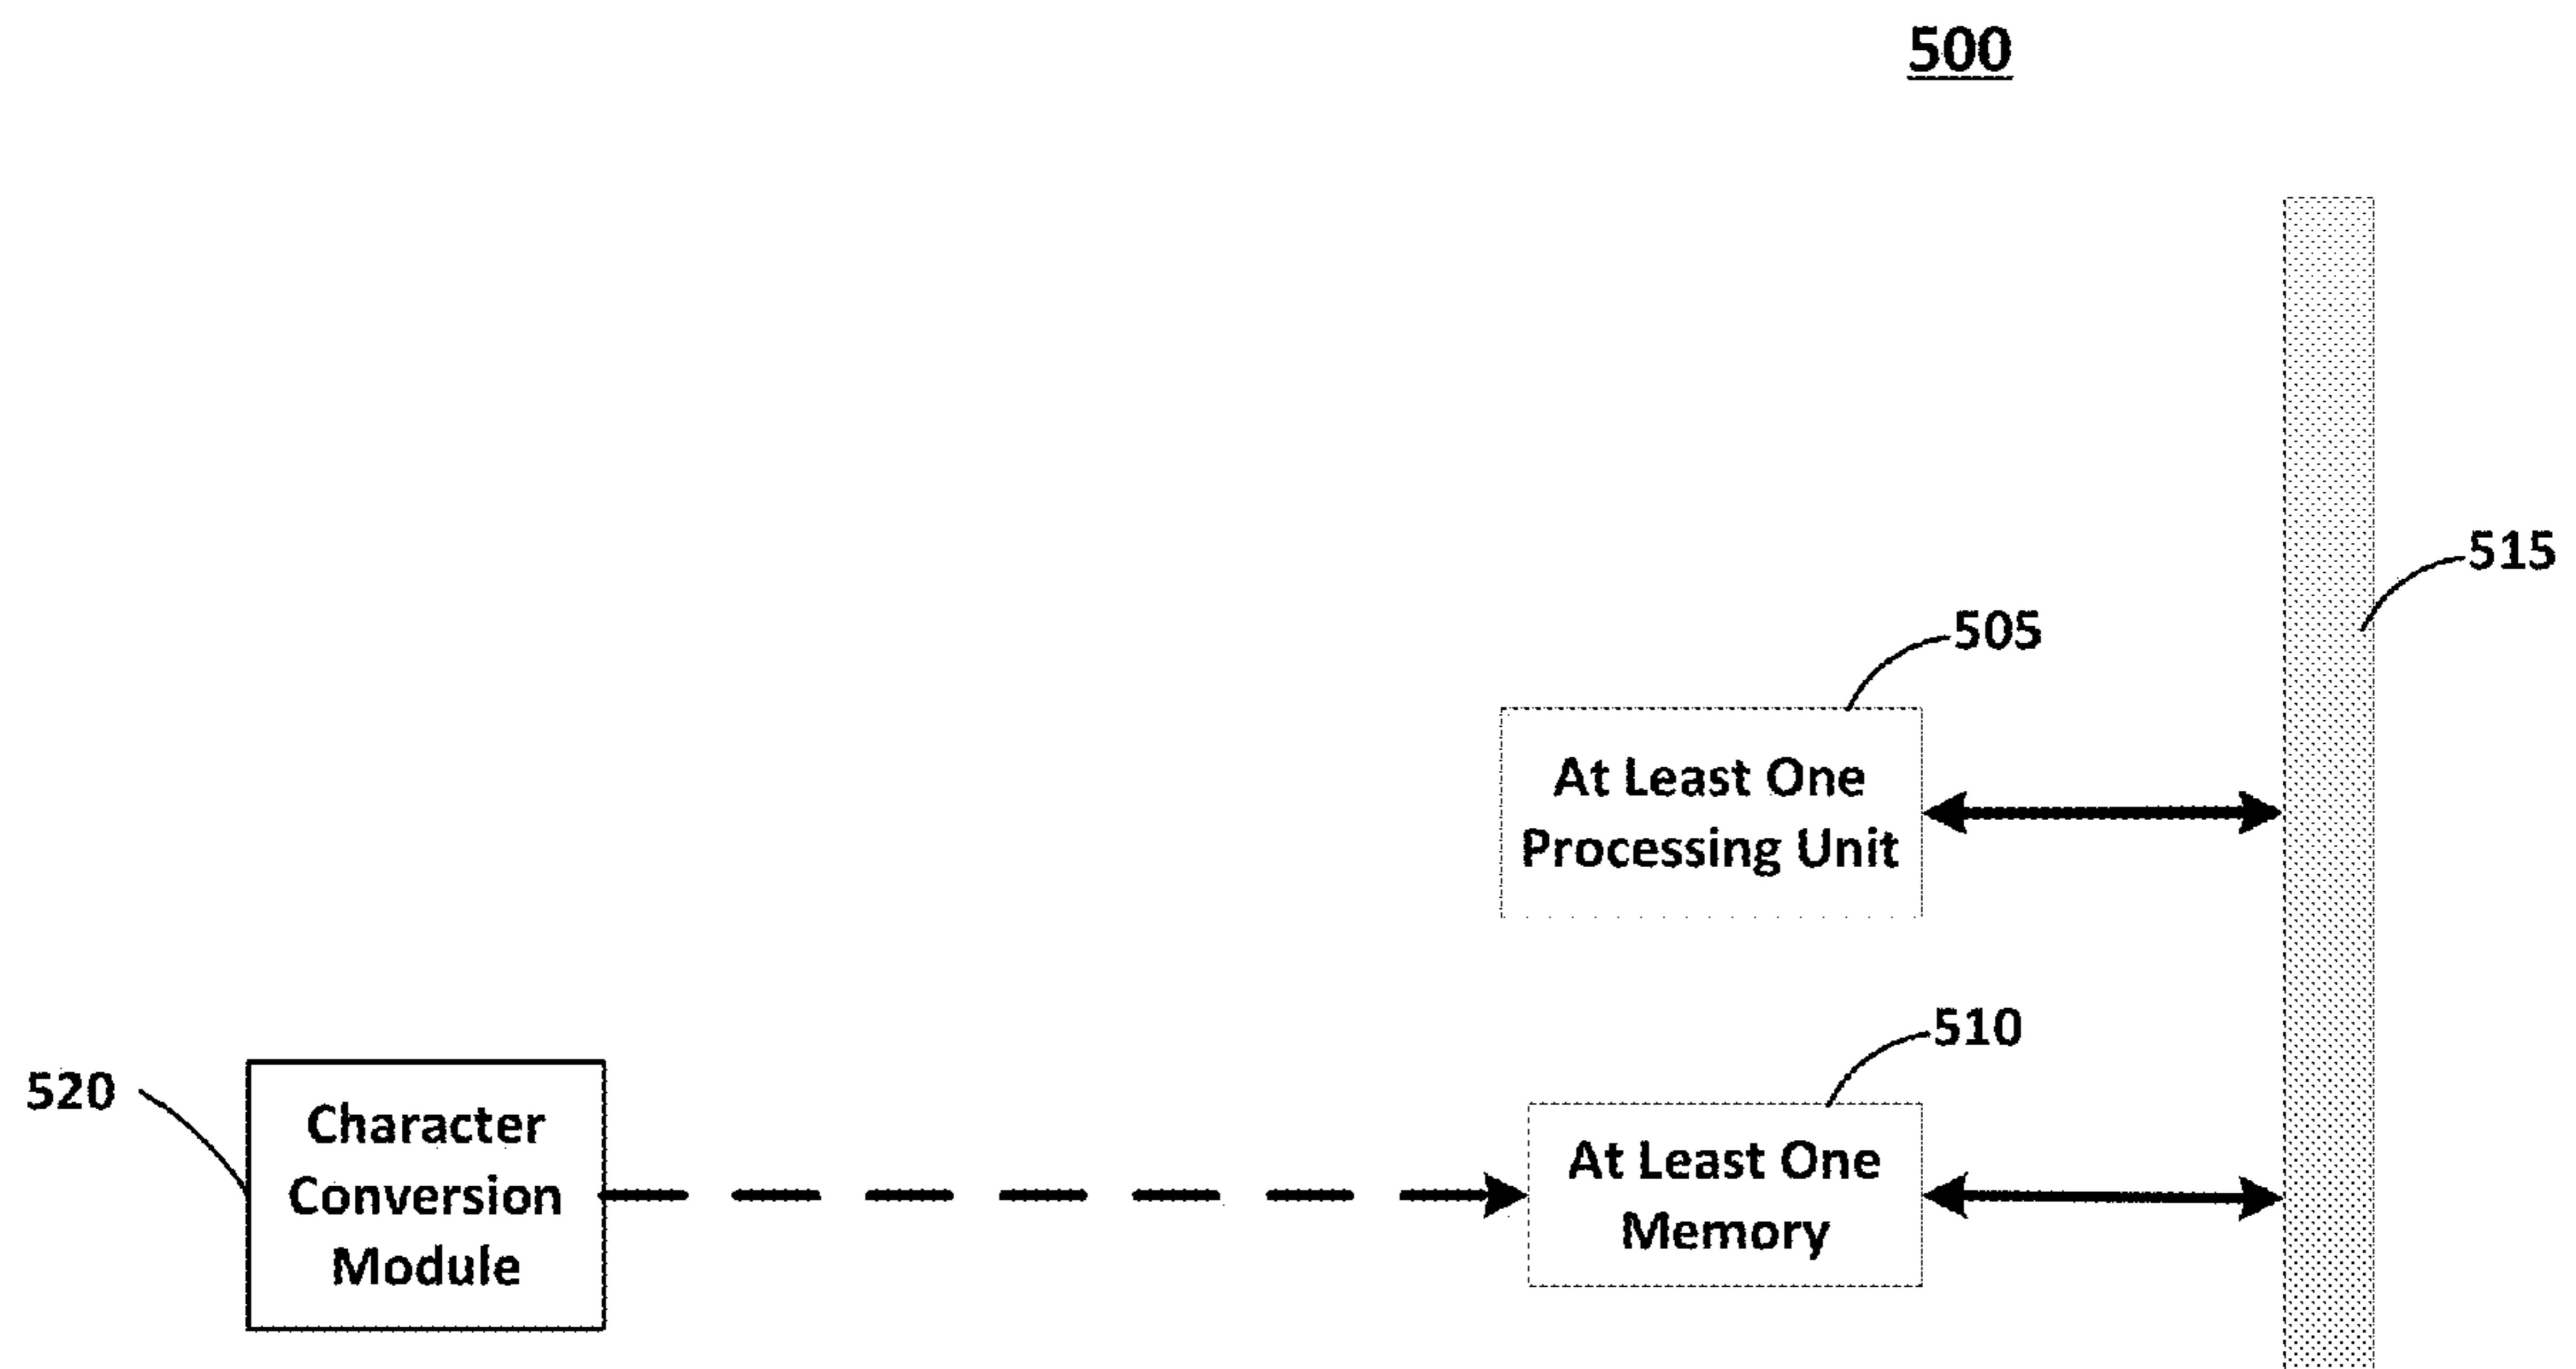 500
515
505
At Least One
Processing Unit
510
520
Character
Conversion
Module
At Least One
Memory